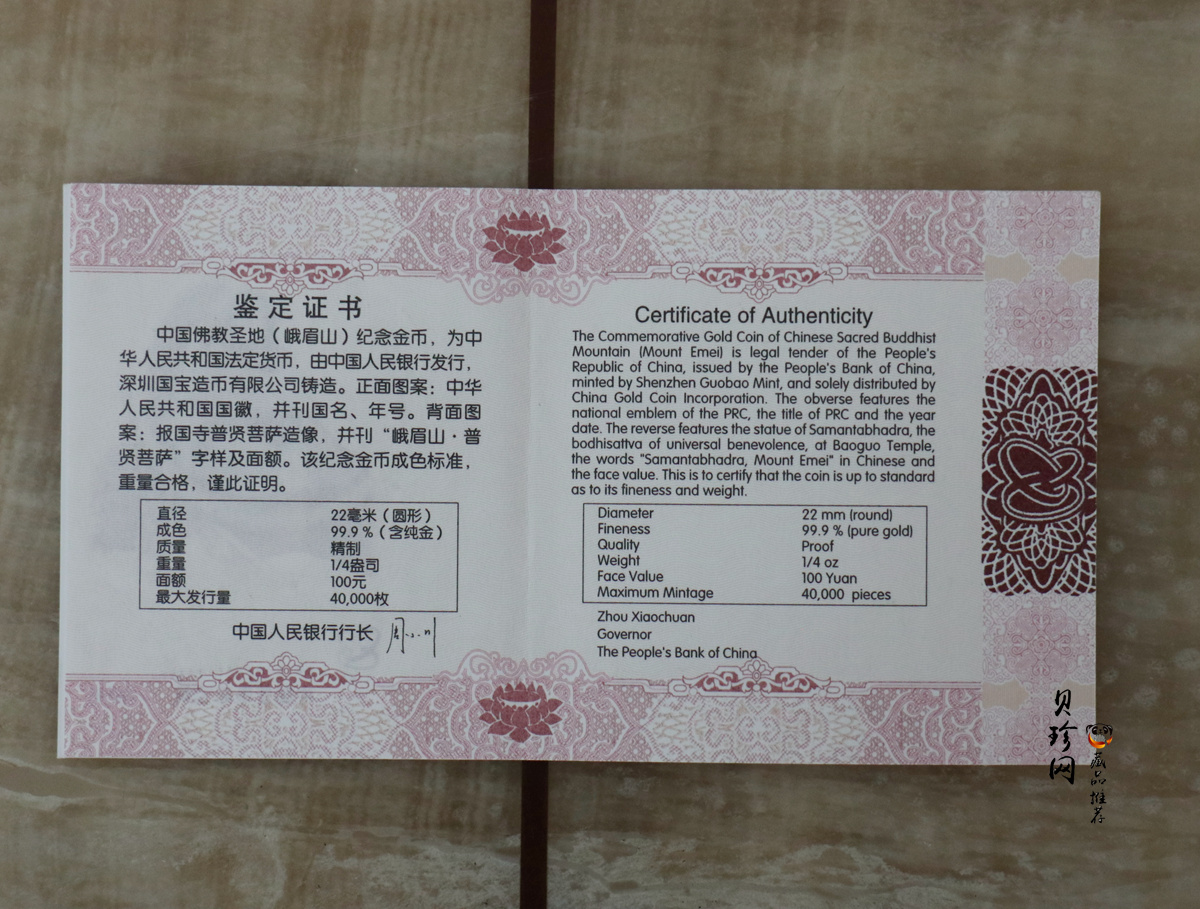 鉴定证书
中国佛教圣地（峨眉山）纪念金币，为中
华人民共和国法定货币，由中国人民银行发行，
深圳国宝造币有限公司铸造。正面图案：中华
人民共和国国徽，并刊国名、年号。背面图
案：报国寺普贤菩萨造像，并刊“峨眉山·普
贤菩萨”字样及面额。该纪念金币成色标准，
重量合格，谨此证明。
直径 22毫米（圆形）
成色 99.9％（含纯金）
质量 精制
重量 1/4盎司
面额 100元
最大发行量 40,000枚
中国人民银行行长
Certificate of Authenticity
The Commemorative Gold Coin of Chinese Sacred Buddhist
Mountain (Mount Emei) is legal tender of the People's
Republic of China, issued by the People's Bank of China,
minted by Shenzhen Guobao Mint, and solely distributed by
China Gold Coin Incorporation. The obverse features the
national emblem of the PRC, the title of PRC and the year
date. The reverse features the statue of Samantabhadra, the
bodhisattva of universal benevolence, at Baoguo Temple,
the words "Samantabhadra, Mount Emei" in Chinese and
the face value. This is to certify that the coin is up to standard
as to its fineness and weight.
Diameter 22 mm (round)
Fineness 99.9 % (pure gold)
Quality Proof
Weight 1/4 oz
Face Value 100 Yuan
Maximum Mintage 40,000 pieces
Zhou Xiaochuan
Governor
The People's Bank of China
贝珍网
藏品推荐